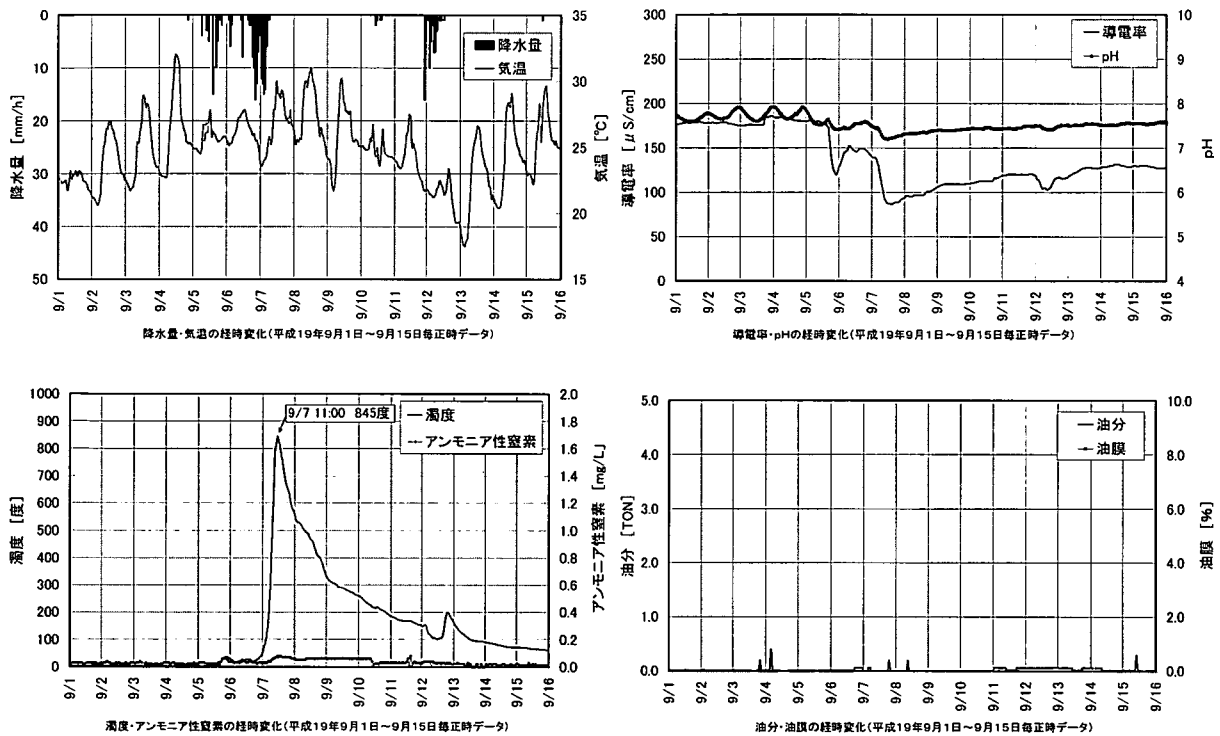 降水量
気温
0
10
20
30
40
50
降水量 [mm/h]
35
30
25
20
15
気温 [℃]
9/1 9/2 9/3 9/4 9/5 9/6 9/7 9/8 9/9 9/10 9/11 9/12 9/13 9/14 9/15 9/16
降水量・気温の経時変化(平成19年9月1日～9月15日毎正時データ)
導電率
pH
300
250
200
150
100
50
0
導電率 [μS/cm]
10
9
8
7
6
5
4
pH
9/1 9/2 9/3 9/4 9/5 9/6 9/7 9/8 9/9 9/10 9/11 9/12 9/13 9/14 9/15 9/16
導電率・pHの経時変化(平成19年9月1日～9月15日毎正時データ)
9/7 11:00 845度
濁度
アンモニア性窒素
1000
900
800
700
600
500
400
300
200
100
0
濁度 [度]
2.0
1.8
1.6
1.4
1.2
1.0
0.8
0.6
0.4
0.2
0.0
アンモニア性窒素 [mg/L]
9/1 9/2 9/3 9/4 9/5 9/6 9/7 9/8 9/9 9/10 9/11 9/12 9/13 9/14 9/15 9/16
濁度・アンモニア性窒素の経時変化(平成19年9月1日～9月15日毎正時データ)
油分
油膜
5.0
4.0
3.0
2.0
1.0
0.0
油分 [TON]
10.0
8.0
6.0
4.0
2.0
0.0
油膜 [%]
9/1 9/2 9/3 9/4 9/5 9/6 9/7 9/8 9/9 9/10 9/11 9/12 9/13 9/14 9/15 9/16
油分・油膜の経時変化(平成19年9月1日～9月15日毎正時データ)